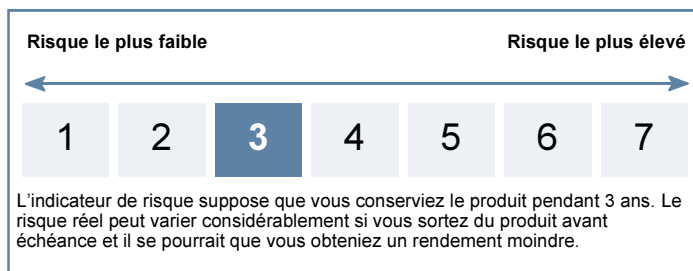 Risque le plus faible Risque le plus élevé
1 2 3 4 5 6 7
L'indicateur de risque suppose que vous conserviez le produit pendant 3 ans. Le
risque réel peut varier considérablement si vous sortez du produit avant
échéance et il se pourrait que vous obteniez un rendement moindre.